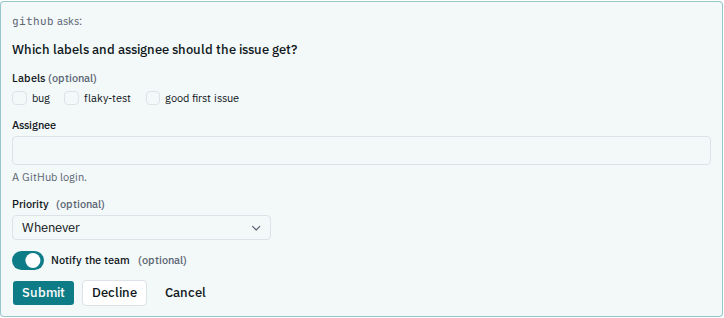 github asks:
Which labels and assignee should the issue get?
Labels (optional)
bug flaky-test good first issue
Assignee
A GitHub login.
Priority (optional)
Whenever
Notify the team (optional)
Submit Decline Cancel